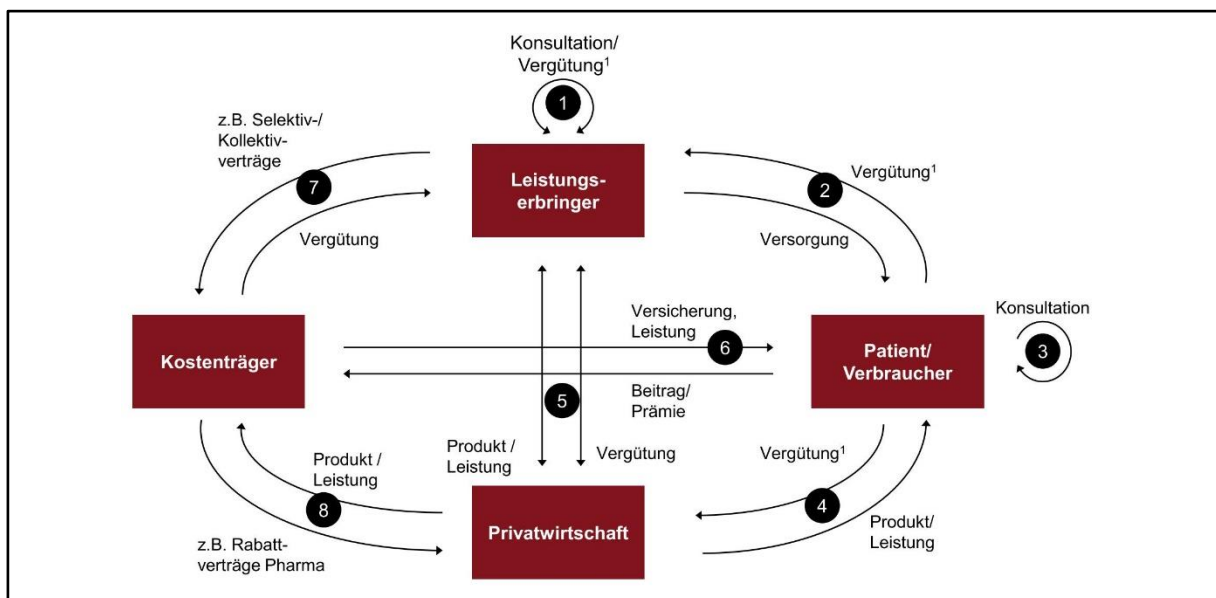 Konsultation/
Vergütung¹
1
z.B. Selektiv-/
Kollektiv-
verträge
7
Vergütung
Leistungs-
erbringer
2
Vergütung¹
Versorgung
Kostenträger
Versicherung,
Leistung
6
Beitrag/
Prämie
Patient/
Verbraucher
Konsultation
3
5
Produkt /
Leistung
8
z.B. Rabatt-
verträge Pharma
Produkt /
Leistung
Vergütung
Privatwirtschaft
Vergütung¹
4
Produkt/
Leistung